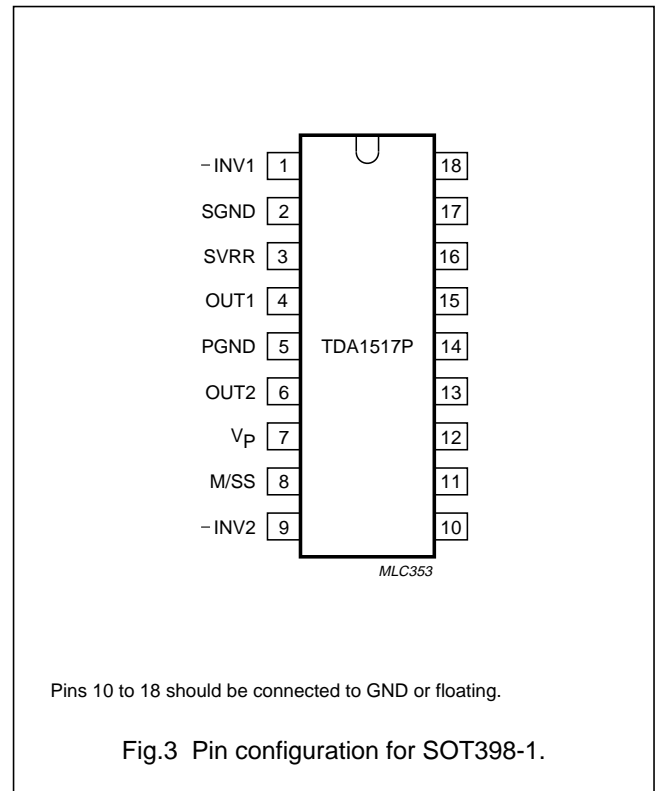 −INV1 1 18
SGND 2 17
SVRR 3 16
OUT1 4 15
PGND 5 TDA1517P 14
OUT2 6 13
VP 7 12
M/SS 8 11
−INV2 9 10
MLC353
Pins 10 to 18 should be connected to GND or floating.
Fig.3 Pin configuration for SOT398-1.